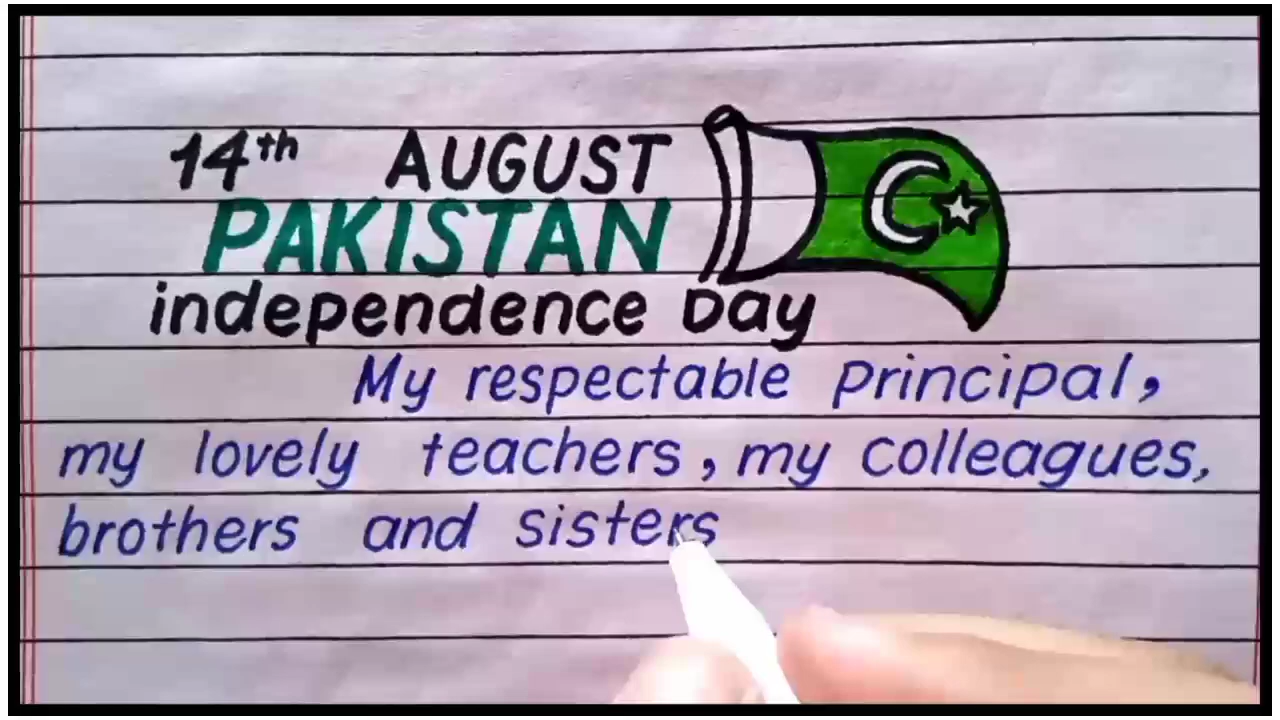 14th AUGUST
PAKISTAN
independence Day
My respectable principal,
my lovely teachers, my colleagues,
brothers and sisters